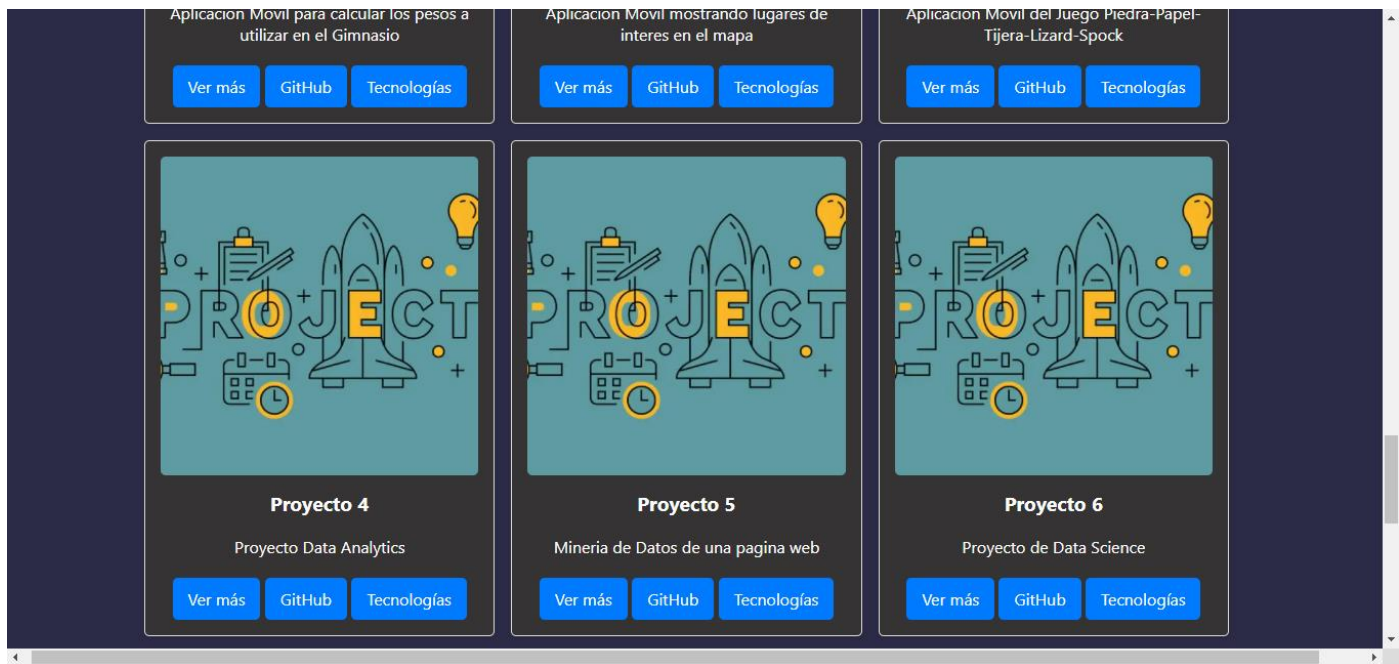 Aplicacion Movil para calcular los pesos a
utilizar en el Gimnasio
Ver más GitHub Tecnologías
Aplicacion Movil mostrando lugares de
interes en el mapa
Ver más GitHub Tecnologías
Aplicacion Movil del Juego Piedra-Papel-
Tijera-Lizard-Spock
Ver más GitHub Tecnologías
PROJECT
Proyecto 4
Proyecto Data Analytics
Ver más GitHub Tecnologías
PROJECT
Proyecto 5
Mineria de Datos de una pagina web
Ver más GitHub Tecnologías
PROJECT
Proyecto 6
Proyecto de Data Science
Ver más GitHub Tecnologías